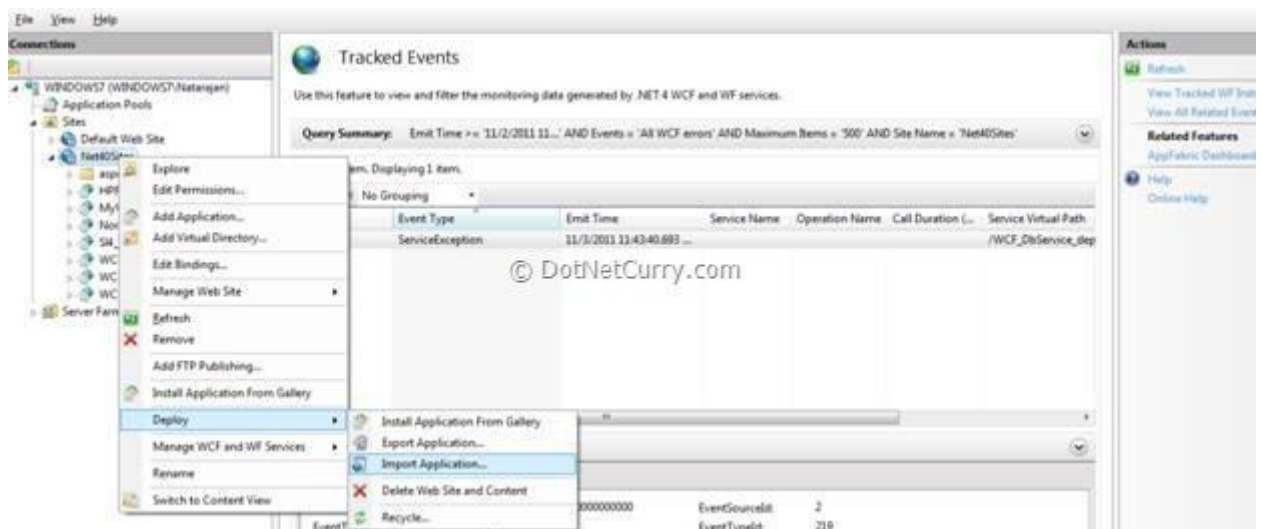 File View Help
Connections
WINDOWS7 (WINDOWS7\Natarajan)
Application Pools
Sites
Default Web Site
Net40Sites
Server Farm
Explore
Edit Permissions...
Add Application...
Add Virtual Directory...
Edit Bindings...
Manage Web Site
Refresh
Remove
Add FTP Publishing...
Install Application From Gallery
Deploy
Manage WCF and WF Services
Rename
Switch to Content View
Install Application From Gallery
Export Application...
Import Application...
Delete Web Site and Content
Recycle...
Tracked Events
Use this feature to view and filter the monitoring data generated by .NET 4 WCF and WF services.
Query Summary: Emit Time >= '11/2/2011 11...' AND Events = 'All WCF errors' AND Maximum Items = '500' AND Site Name = 'Net40Sites'
Displaying 1 item.
No Grouping
Event Type Emit Time Service Name Operation Name Call Duration (... Service Virtual Path
ServiceException 11/3/2011 11:43:40.693 ... /WCF_DbService_dep
© DotNetCurry.com
EventSourceId: 2
EventTypeId: 219
Actions
Refresh
View Tracked WF Inst
View All Related Event
Related Features
AppFabric Dashboard
Help
Online Help